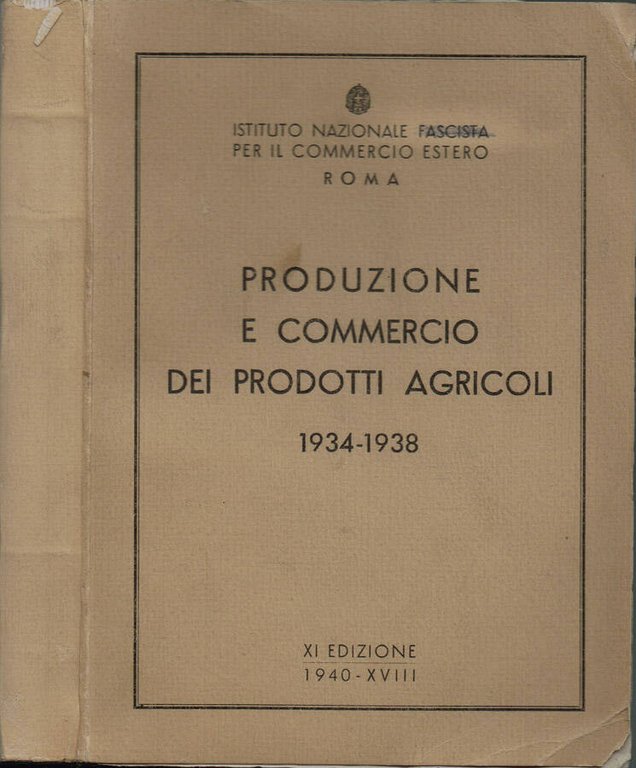 ISTITUTO NAZIONALE FASCISTA
PER IL COMMERCIO ESTERO
ROMA
PRODUZIONE
E COMMERCIO
DEI PRODOTTI AGRICOLI
1934-1938
XI EDIZIONE
1940-XVIII